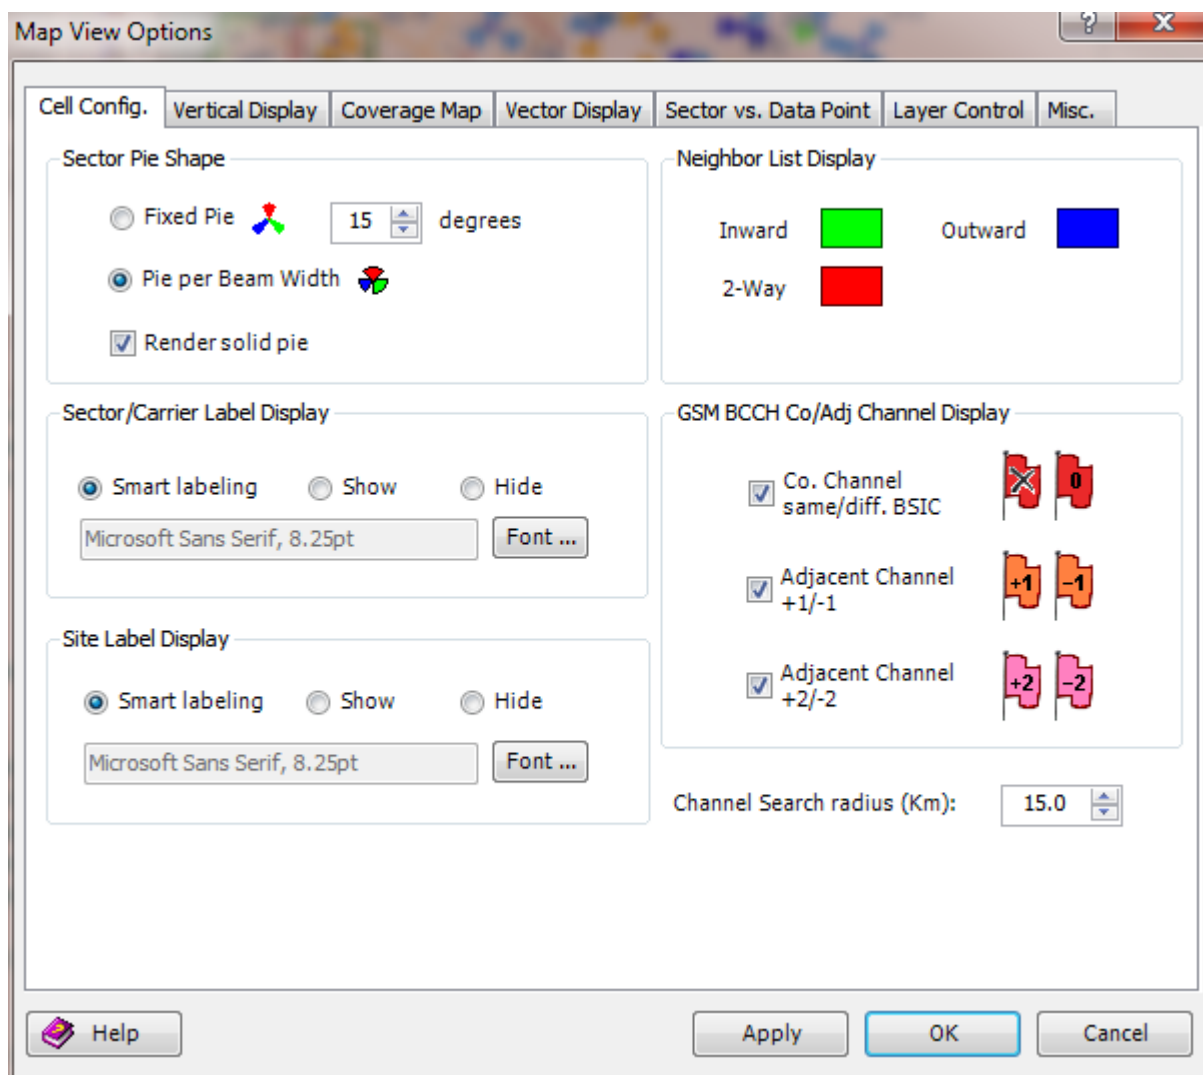 Map View Options
?
X
Cell Config.
Vertical Display
Coverage Map
Vector Display
Sector vs. Data Point
Layer Control
Misc.
Sector Pie Shape
Fixed Pie
15
degrees
Pie per Beam Width
Render solid pie
Neighbor List Display
Inward
Outward
2-Way
Sector/Carrier Label Display
Smart labeling
Show
Hide
Microsoft Sans Serif, 8.25pt
Font ...
GSM BCCH Co/Adj Channel Display
Co. Channel
same/diff. BSIC
0
Adjacent Channel
+1/-1
+1
-1
Adjacent Channel
+2/-2
+2
-2
Site Label Display
Smart labeling
Show
Hide
Microsoft Sans Serif, 8.25pt
Font ...
Channel Search radius (Km):
15.0
Help
Apply
OK
Cancel